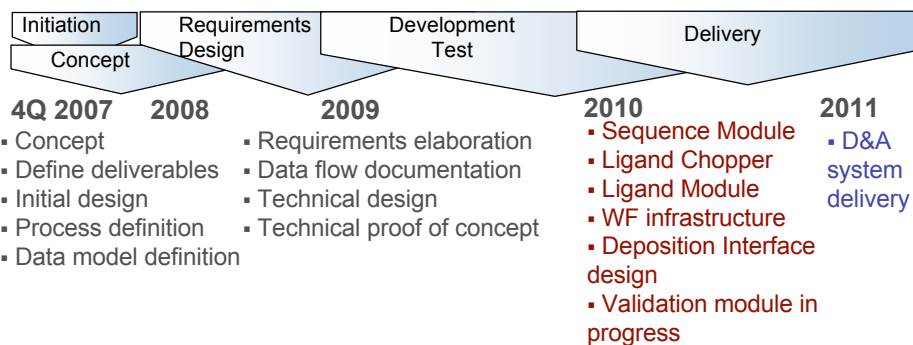 Initiation
Concept
Requirements
Design
Development
Test
Delivery
4Q 2007
2008
2009
2010
2011
▪ Concept
▪ Define deliverables
▪ Initial design
▪ Process definition
▪ Data model definition
▪ Requirements elaboration
▪ Data flow documentation
▪ Technical design
▪ Technical proof of concept
▪ Sequence Module
▪ Ligand Chopper
▪ Ligand Module
▪ WF infrastructure
▪ Deposition Interface
design
▪ Validation module in
progress
▪ D&A
system
delivery